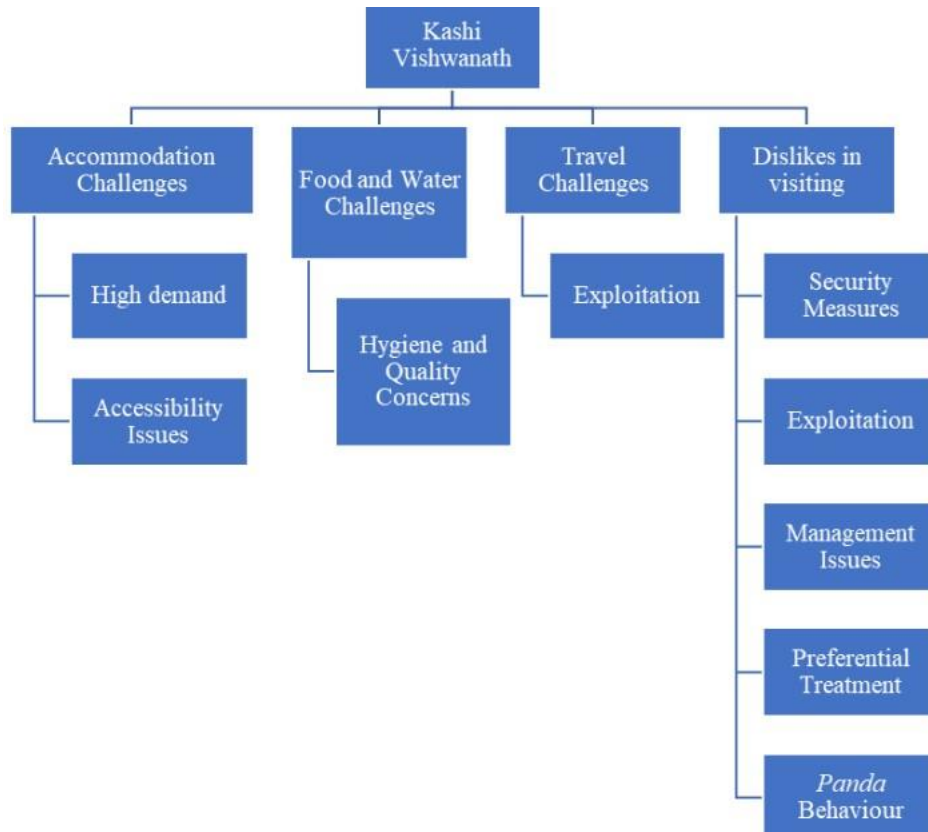 Kashi
Vishwanath
Accommodation
Challenges
High demand
Accessibility
Issues
Food and Water
Challenges
Hygiene and
Quality
Concerns
Travel
Challenges
Exploitation
Dislikes in
visiting
Security
Measures
Exploitation
Management
Issues
Preferential
Treatment
Panda
Behaviour